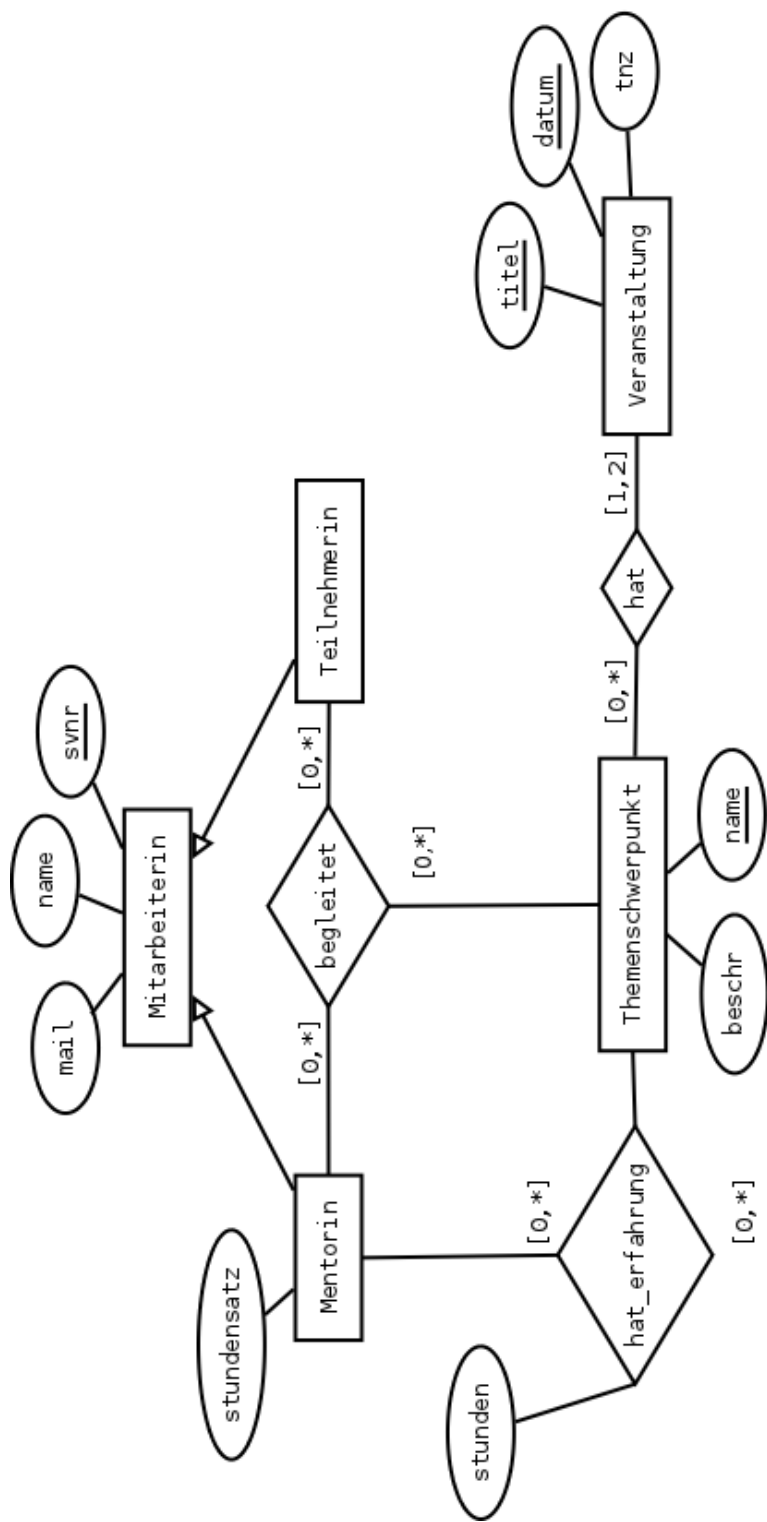 name
mail
svnr
Mitarbeiterin
stundensatz
[0,*]
[0,*]
Mentorin
begleitet
Teilnehmerin
[0,*]
stunden
titel
[0,*]
datum
[0,*]
[1,2]
tnz
hat_erfahrung
Themenschwerpunkt
hat
Veranstaltung
[0,*]
beschr
name